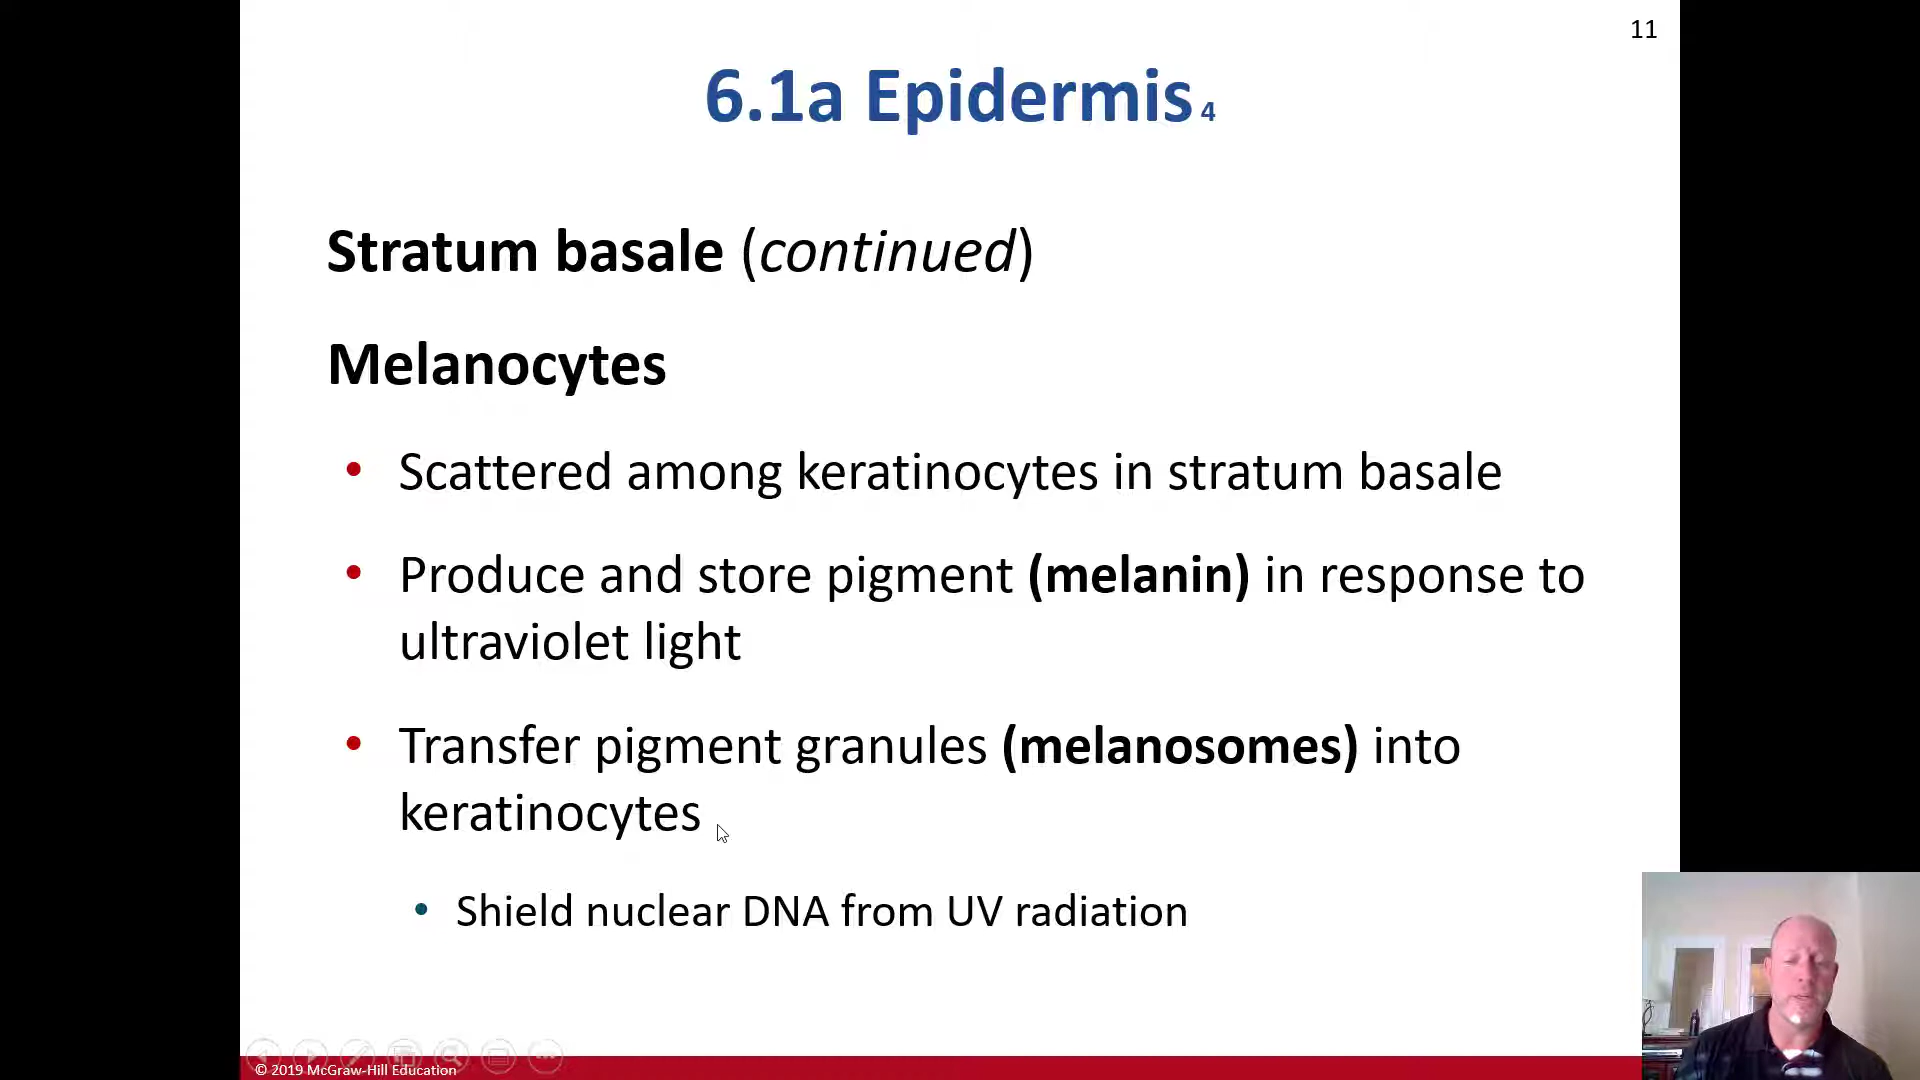 11
6.1a Epidermis 4
Stratum basale (continued)
Melanocytes
• Scattered among keratinocytes in stratum basale
• Produce and store pigment (melanin) in response to
ultraviolet light
• Transfer pigment granules (melanosomes) into
keratinocytes
• Shield nuclear DNA from UV radiation
© 2019 McGraw-Hill Education